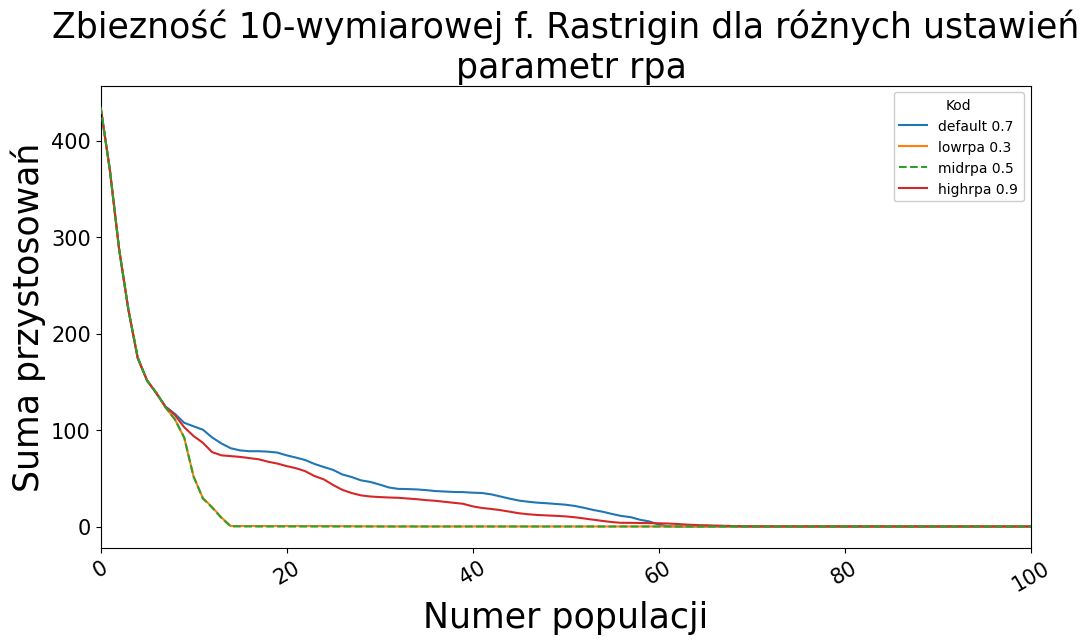 Zbiezność 10-wymiarowej f. Rastrigin dla różnych ustawień
parametr rpa
Suma przystosowań
400
300
200
100
0
Kod
default 0.7
lowrpa 0.3
midrpa 0.5
highrpa 0.9
0
20
40
60
80
100
Numer populacji